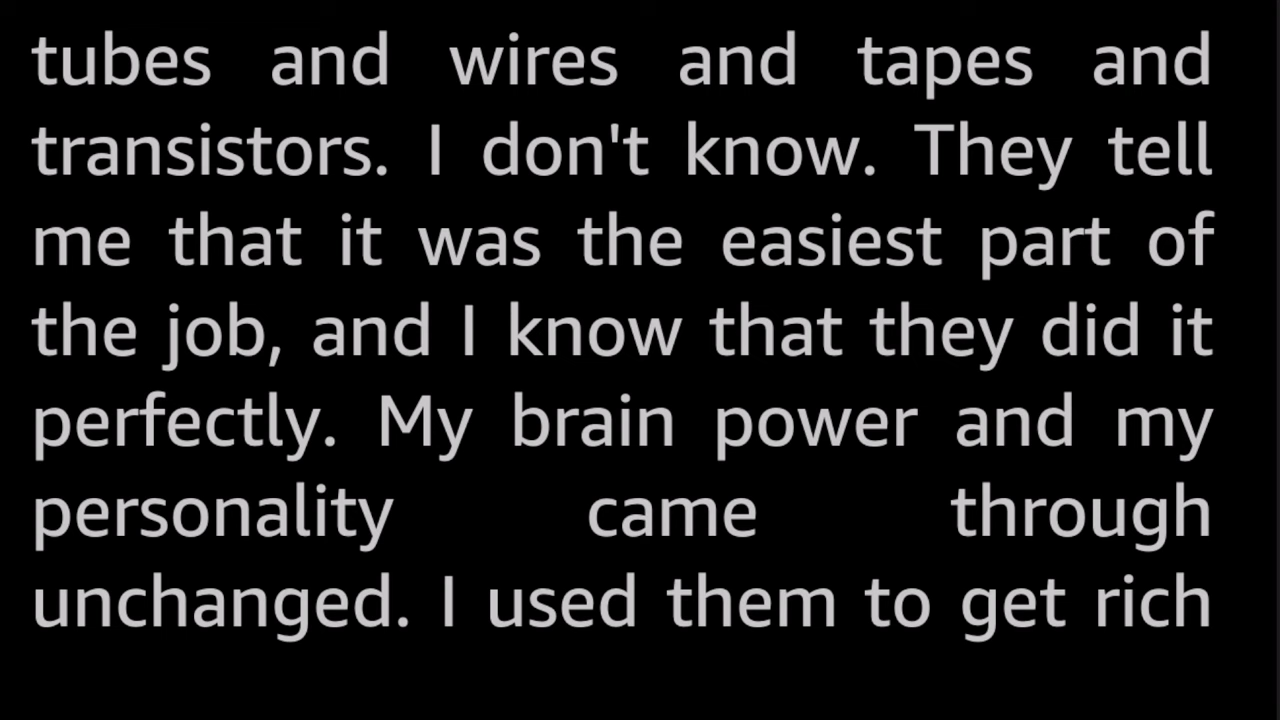 tubes and wires and tapes and
transistors. I don't know. They tell
me that it was the easiest part of
the job, and I know that they did it
perfectly. My brain power and my
personality came through
unchanged. I used them to get rich